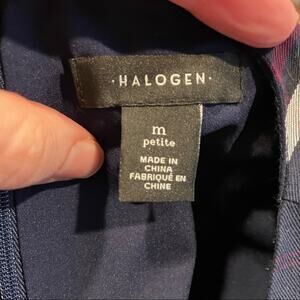 · HALOGEN ·
m
petite
MADE IN
CHINA
FABRIQUÉ EN
CHINE